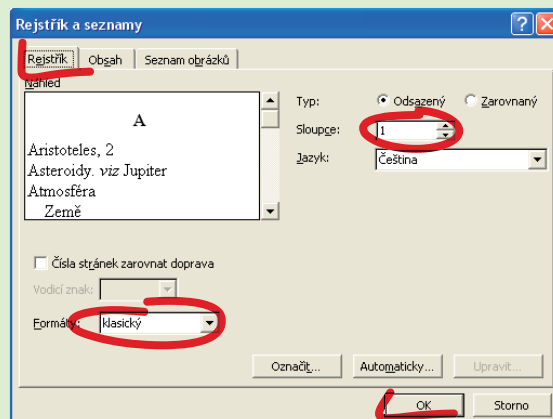 Rejstřík a seznamy
Rejstřík Obsah Seznam obrázků
Náhled
A
Aristoteles, 2
Asteroidy. viz Jupiter
Atmosféra
Země
Typ: Odsazený Zarovnaný
Sloupce: 1
Jazyk: Čeština
Čísla stránek zarovnat doprava
Vodicí znak:
Formáty: klasický
Označit... Automaticky... Upravit...
OK Storno